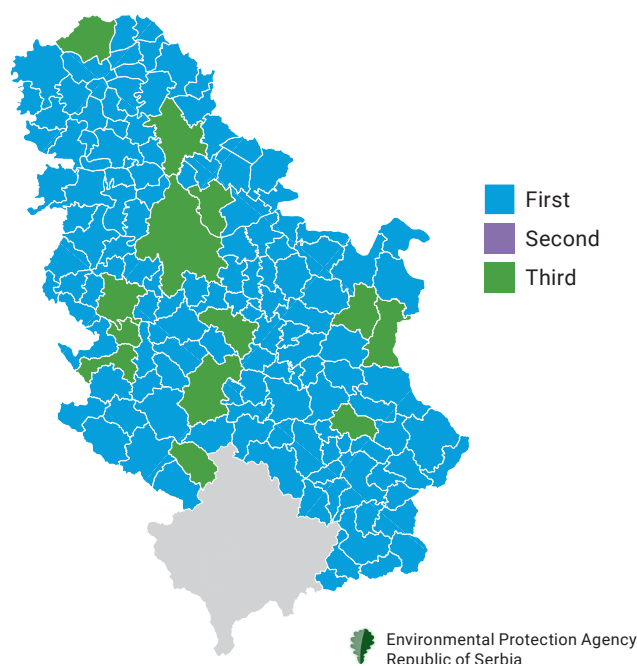 First
Second
Third
Environmental Protection Agency
Republic of Serbia